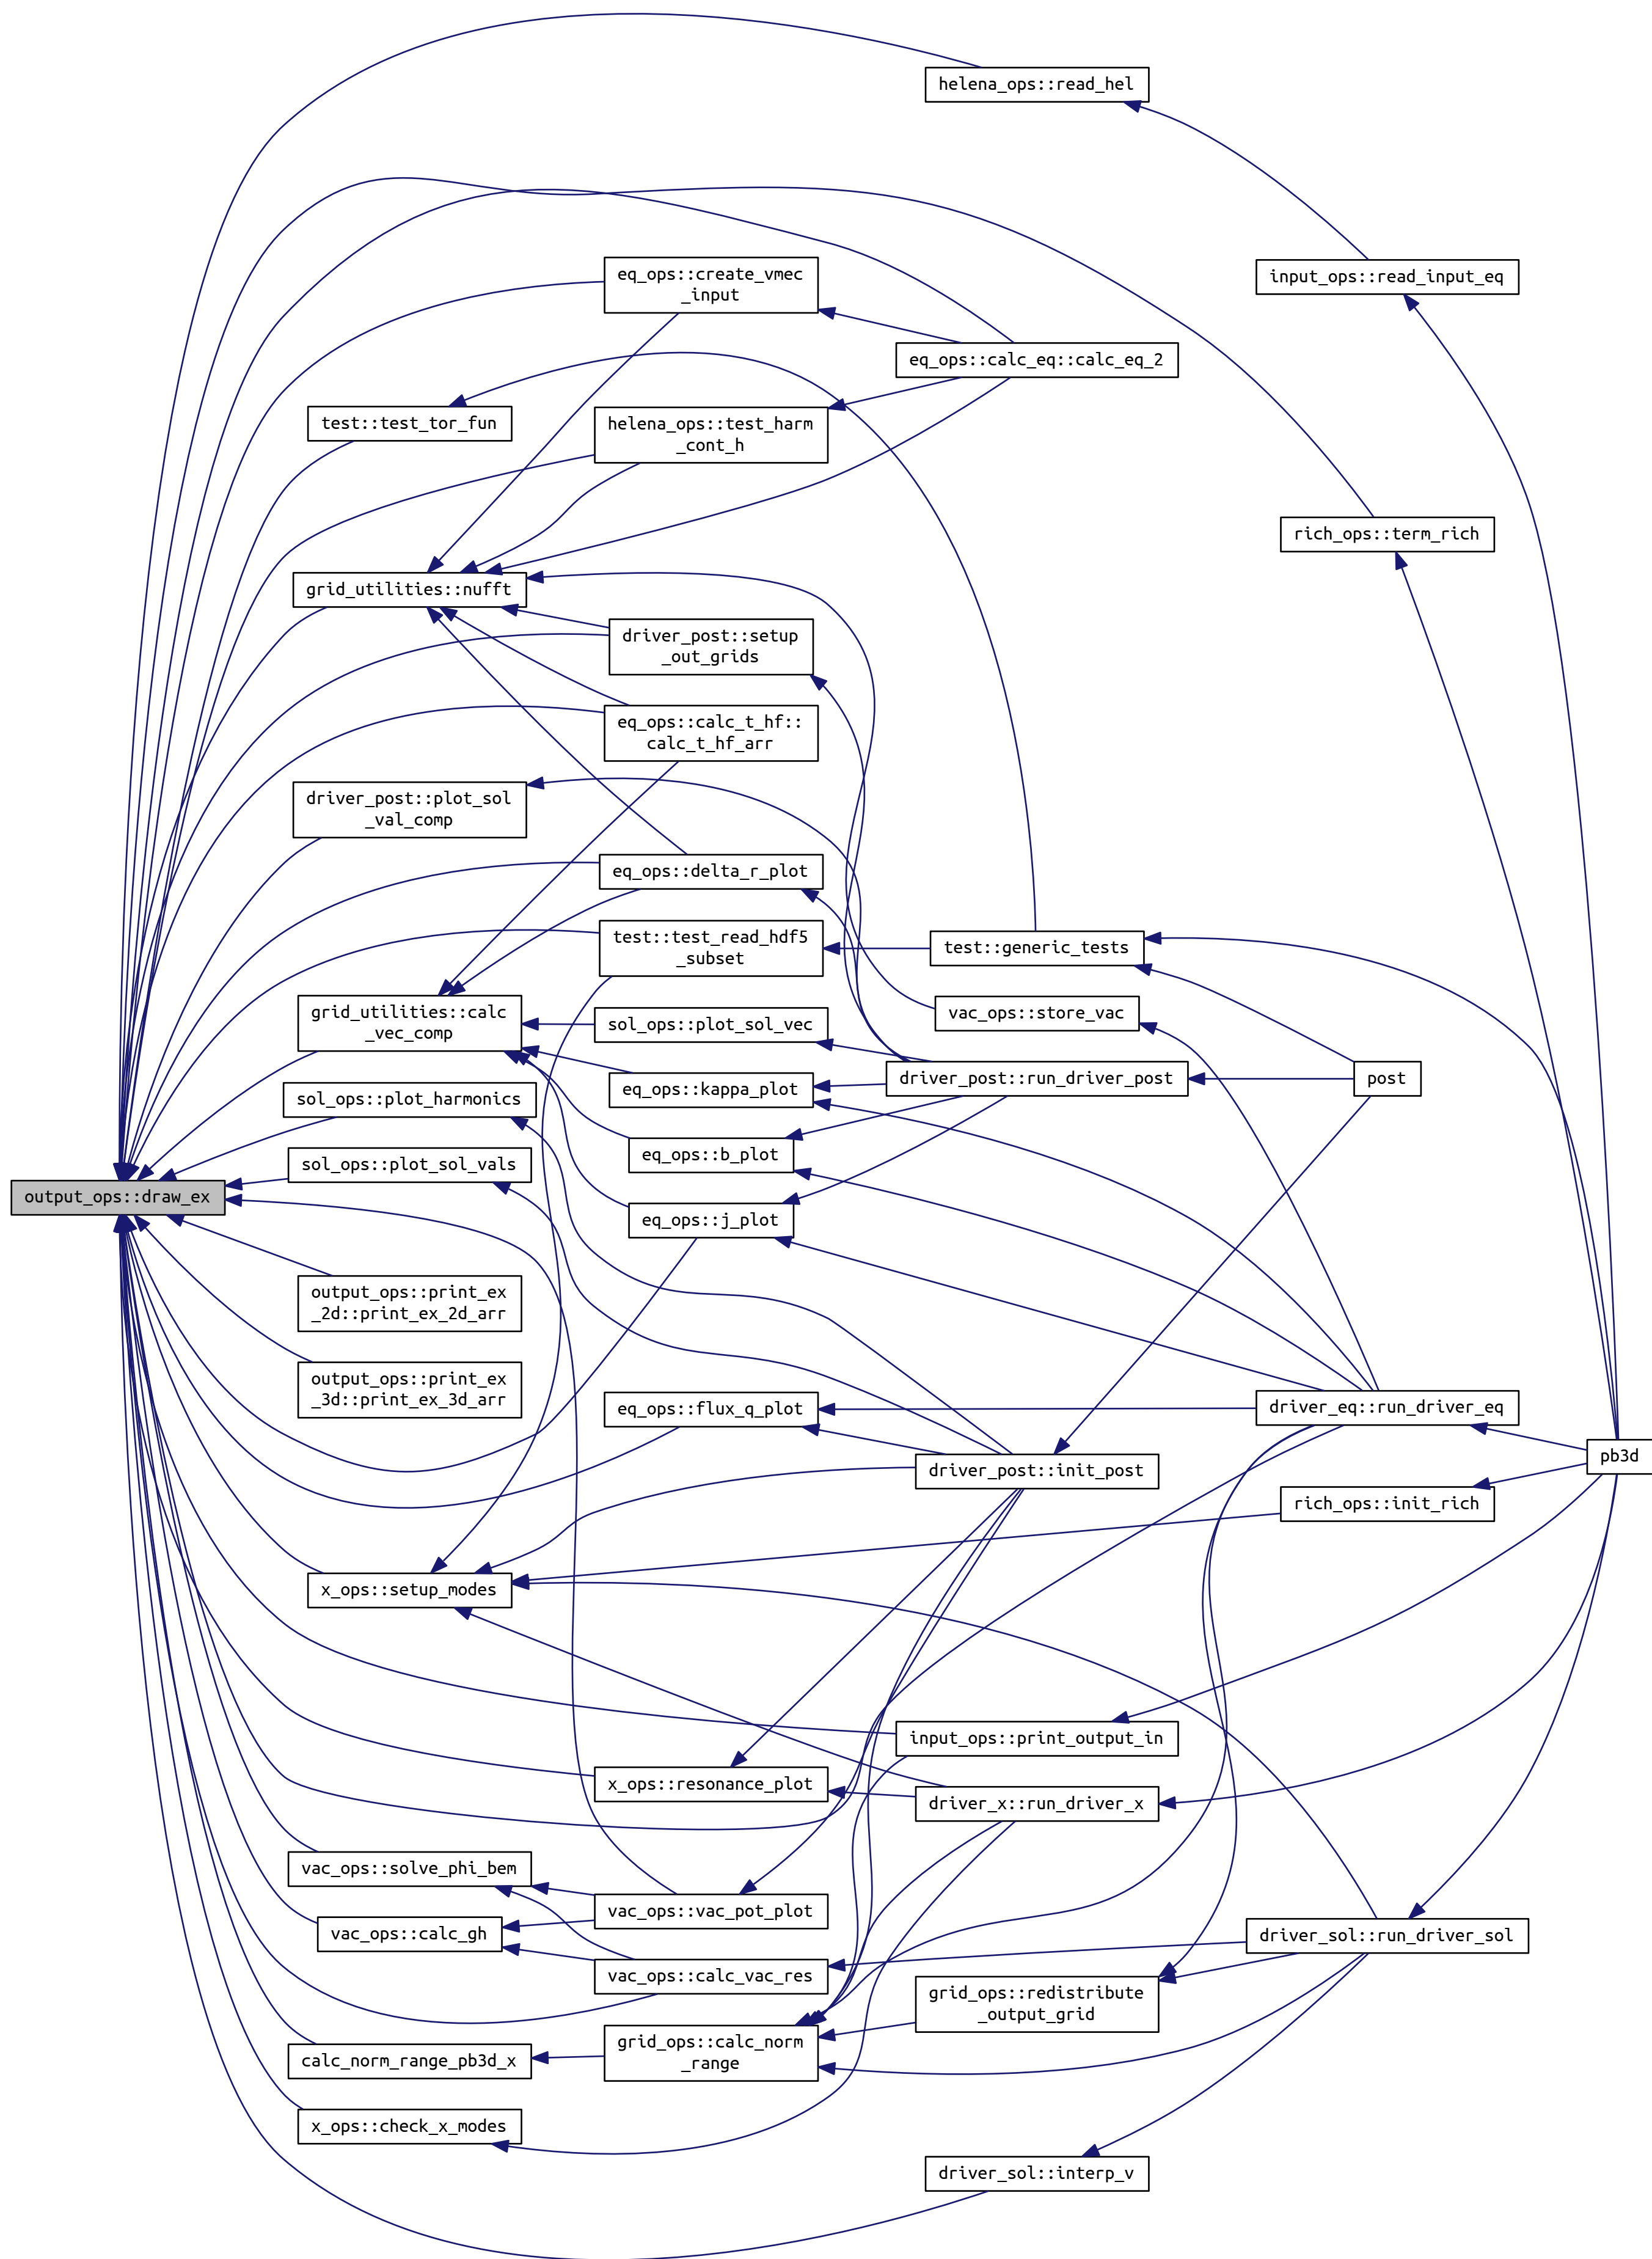 helena_ops::read_hel
input_ops::read_input_eq
eq_ops::create_vmec
_input
eq_ops::calc_eq::calc_eq_2
test::test_tor_fun
helena_ops::test_harm
_cont_h
rich_ops::term_rich
grid_utilities::nufft
driver_post::setup
_out_grids
eq_ops::calc_t_hf::
calc_t_hf_arr
driver_post::plot_sol
_val_comp
eq_ops::delta_r_plot
test::test_read_hdf5
_subset
test::generic_tests
grid_utilities::calc
_vec_comp
sol_ops::plot_sol_vec
vac_ops::store_vac
eq_ops::kappa_plot
driver_post::run_driver_post
post
sol_ops::plot_harmonics
eq_ops::b_plot
sol_ops::plot_sol_vals
output_ops::draw_ex
eq_ops::j_plot
output_ops::print_ex
_2d::print_ex_2d_arr
output_ops::print_ex
_3d::print_ex_3d_arr
eq_ops::flux_q_plot
driver_eq::run_driver_eq
driver_post::init_post
pb3d
rich_ops::init_rich
x_ops::setup_modes
input_ops::print_output_in
x_ops::resonance_plot
driver_x::run_driver_x
vac_ops::solve_phi_bem
vac_ops::vac_pot_plot
vac_ops::calc_gh
driver_sol::run_driver_sol
vac_ops::calc_vac_res
grid_ops::redistribute
_output_grid
calc_norm_range_pb3d_x
grid_ops::calc_norm
_range
x_ops::check_x_modes
driver_sol::interp_v